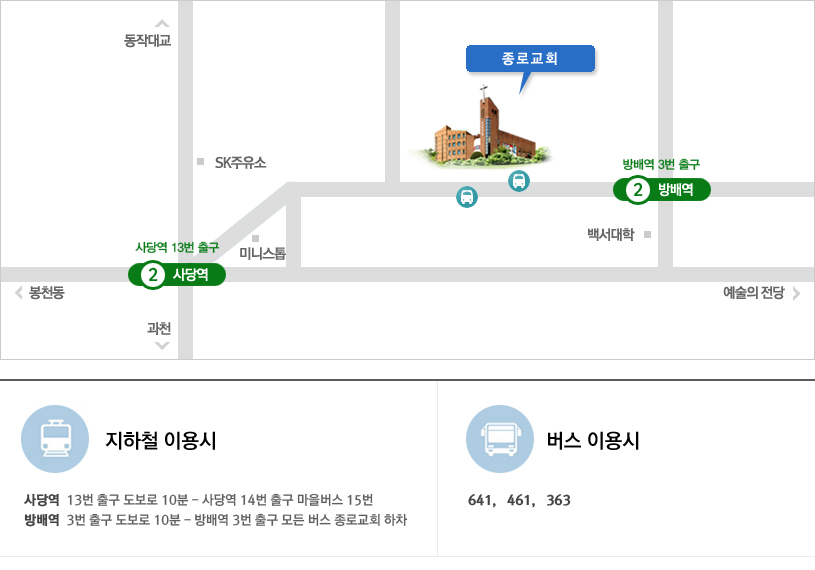 동작대교
종로교회
SK주유소
방배역 3번 출구
2 방배역
백서대학
사당역 13번 출구
미니스톱
2 사당역
봉천동
예술의 전당
과천
지하철 이용시
사당역 13번 출구 도보로 10분 - 사당역 14번 출구 마을버스 15번
방배역 3번 출구 도보로 10분 - 방배역 3번 출구 모든 버스 종로교회 하차
버스 이용시
641, 461, 363